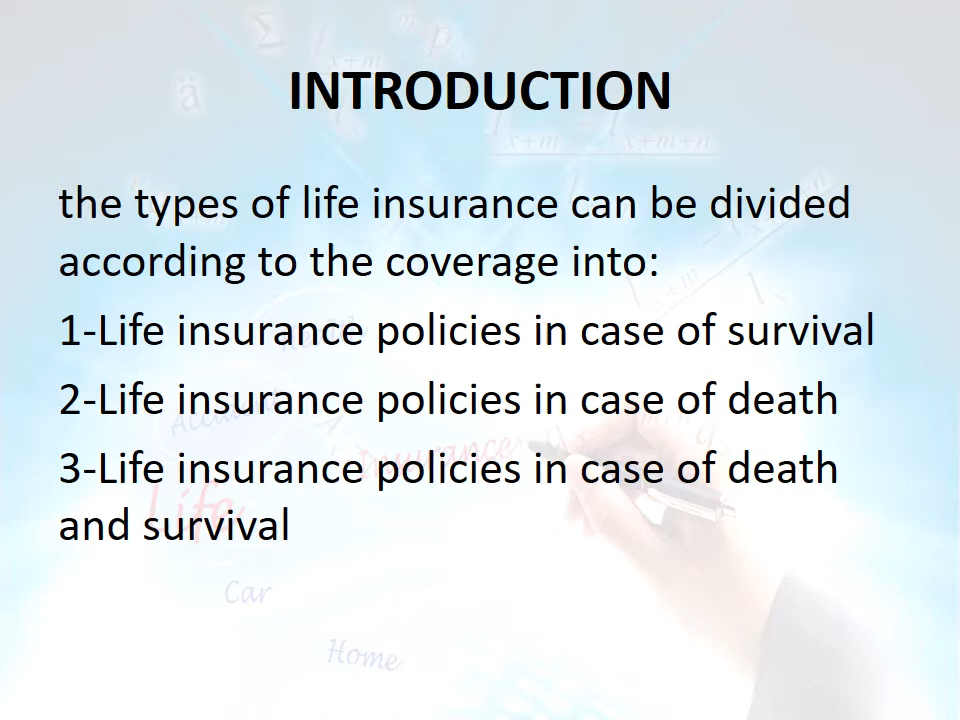 INTRODUCTION
the types of life insurance can be divided
according to the coverage into:
1-Life insurance policies in case of survival
2-Life insurance policies in case of death
3-Life insurance policies in case of death
and survival
Life
Insurance
Car
Home